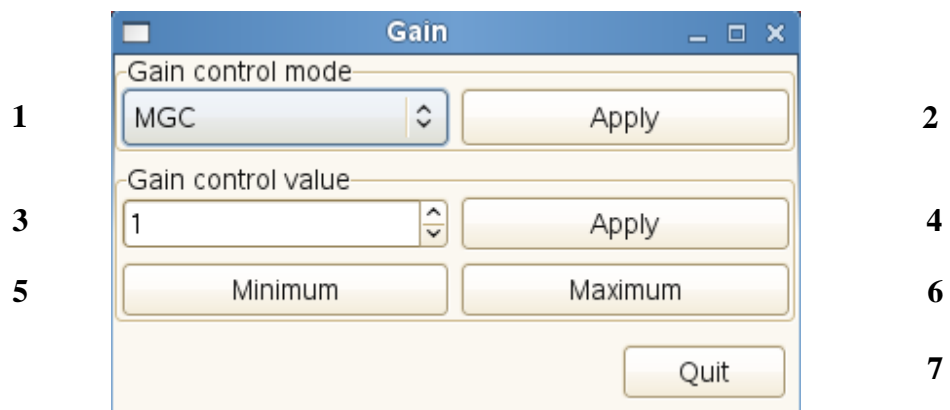 Gain
Gain control mode
1 MGC Apply 2
Gain control value
3 1 Apply 4
5 Minimum Maximum 6
Quit 7